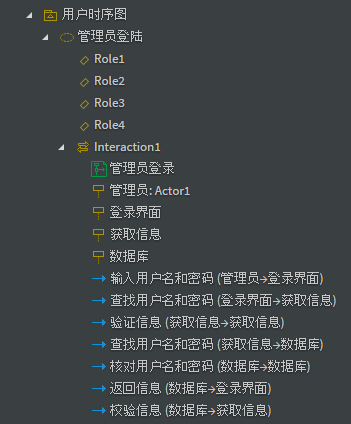 用户时序图
管理员登陆
Role1
Role2
Role3
Role4
Interaction1
管理员登录
管理员: Actor1
登录界面
获取信息
数据库
输入用户名和密码 (管理员→登录界面)
查找用户名和密码 (登录界面→获取信息)
验证信息 (获取信息→获取信息)
查找用户名和密码 (获取信息→数据库)
核对用户名和密码 (数据库→数据库)
返回信息 (数据库→登录界面)
校验信息 (数据库→获取信息)